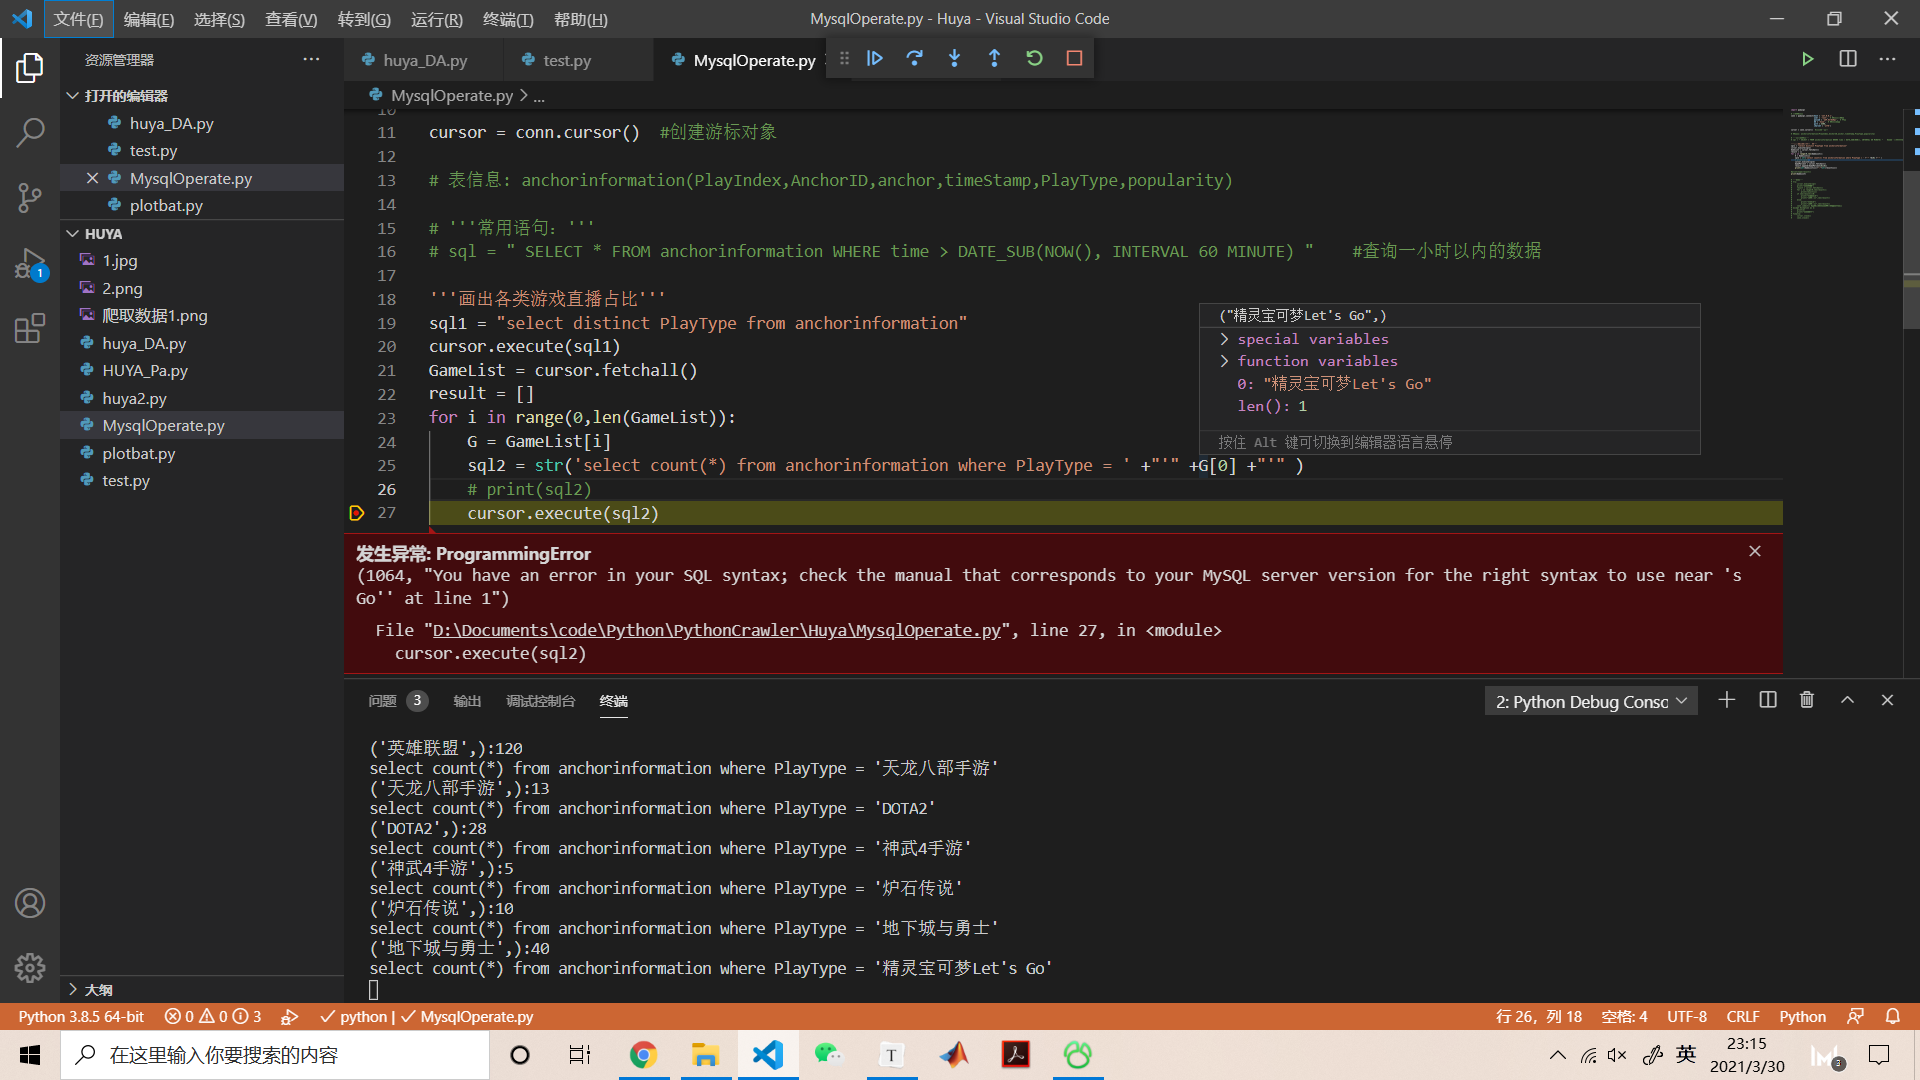 文件(F) 编辑(E) 选择(S) 查看(V) 转到(G) 运行(R) 终端(T) 帮助(H)
MysqlOperate.py - Huya - Visual Studio Code
资源管理器
打开的编辑器
huya_DA.py
test.py
MysqlOperate.py
plotbat.py
HUYA
1.jpg
2.png
爬取数据1.png
huya_DA.py
HUYA_Pa.py
huya2.py
MysqlOperate.py
plotbat.py
test.py
大纲
1
huya_DA.py test.py MysqlOperate.py
MysqlOperate.py > ...
10
11 cursor = conn.cursor()  #创建游标对象
12
13 # 表信息: anchorinformation(PlayIndex,AnchorID,anchor,timeStamp,PlayType,popularity)
14
15 # '''常用语句: '''
16 # sql = " SELECT * FROM anchorinformation WHERE time > DATE_SUB(NOW(), INTERVAL 60 MINUTE) "    #查询一小时以内的数据
17
18 '''画出各类游戏直播占比'''
19 sql1 = "select distinct PlayType from anchorinformation"
20 cursor.execute(sql1)
21 GameList = cursor.fetchall()
22 result = []
23 for i in range(0,len(GameList)):
24     G = GameList[i]
25     sql2 = str('select count(*) from anchorinformation where PlayType = ' +"'" +G[0] +"'" )
26     # print(sql2)
27     cursor.execute(sql2)
("精灵宝可梦Let's Go",)
special variables
function variables
0: "精灵宝可梦Let's Go"
len(): 1
按住 Alt 键可切换到编辑器语言悬停
发生异常: ProgrammingError
(1064, "You have an error in your SQL syntax; check the manual that corresponds to your MySQL server version for the right syntax to use near 's
Go'' at line 1")
File "D:\Documents\code\Python\PythonCrawler\Huya\MysqlOperate.py", line 27, in <module>
cursor.execute(sql2)
问题 3 输出 调试控制台 终端
2: Python Debug Conso
('英雄联盟',):120
select count(*) from anchorinformation where PlayType = '天龙八部手游'
('天龙八部手游',):13
select count(*) from anchorinformation where PlayType = 'DOTA2'
('DOTA2',):28
select count(*) from anchorinformation where PlayType = '神武4手游'
('神武4手游',):5
select count(*) from anchorinformation where PlayType = '炉石传说'
('炉石传说',):10
select count(*) from anchorinformation where PlayType = '地下城与勇士'
('地下城与勇士',):40
select count(*) from anchorinformation where PlayType = '精灵宝可梦Let's Go'
Python 3.8.5 64-bit 0 0 3 python | MysqlOperate.py
行 26，列 18 空格: 4 UTF-8 CRLF Python
在这里输入你要搜索的内容
T
英
23:15
2021/3/30
3